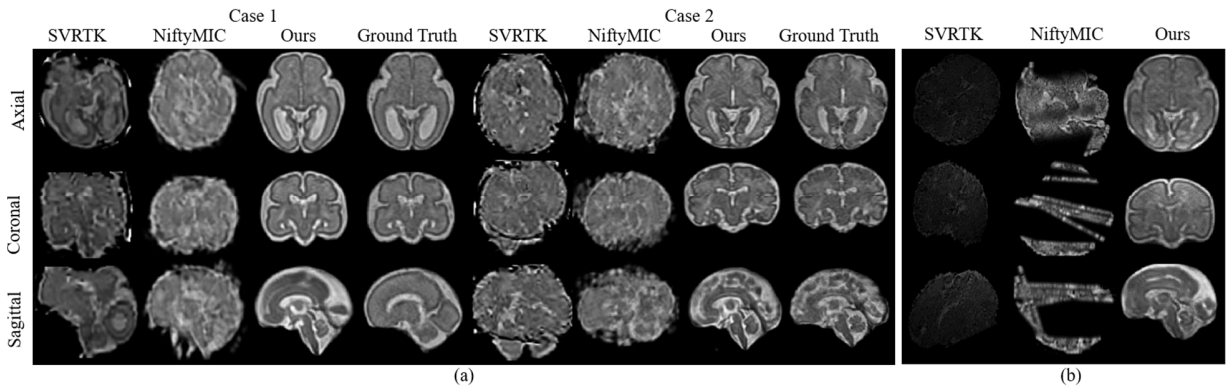 Case 1 Case 2
SVRTK NiftyMIC Ours Ground Truth SVRTK NiftyMIC Ours Ground Truth SVRTK NiftyMIC Ours
Axial
Coronal
Sagittal
(a) (b)